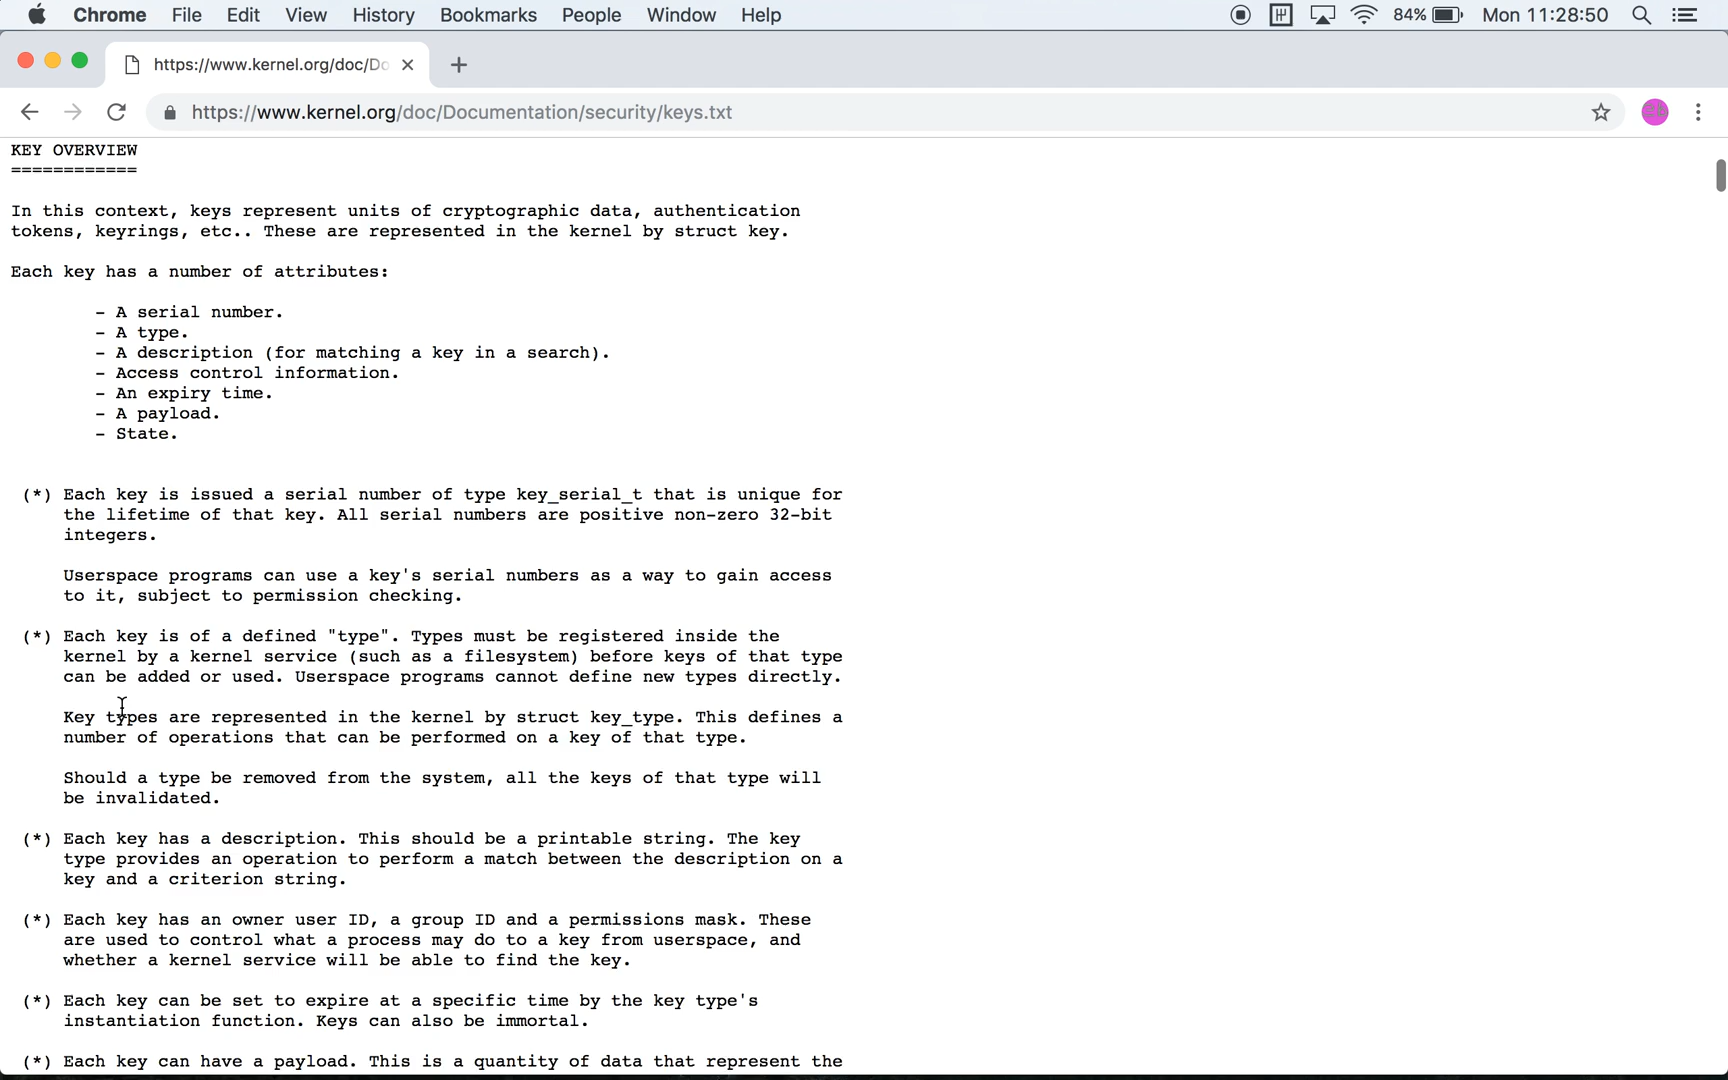 Chrome File Edit View History Bookmarks People Window Help 84% Mon 11:28:50
https://www.kernel.org/doc/Do
https://www.kernel.org/doc/Documentation/security/keys.txt
KEY OVERVIEW
============
In this context, keys represent units of cryptographic data, authentication
tokens, keyrings, etc.. These are represented in the kernel by struct key.
Each key has a number of attributes:
- A serial number.
- A type.
- A description (for matching a key in a search).
- Access control information.
- An expiry time.
- A payload.
- State.
(*) Each key is issued a serial number of type key_serial_t that is unique for
the lifetime of that key. All serial numbers are positive non-zero 32-bit
integers.
Userspace programs can use a key's serial numbers as a way to gain access
to it, subject to permission checking.
(*) Each key is of a defined "type". Types must be registered inside the
kernel by a kernel service (such as a filesystem) before keys of that type
can be added or used. Userspace programs cannot define new types directly.
Key types are represented in the kernel by struct key_type. This defines a
number of operations that can be performed on a key of that type.
Should a type be removed from the system, all the keys of that type will
be invalidated.
(*) Each key has a description. This should be a printable string. The key
type provides an operation to perform a match between the description on a
key and a criterion string.
(*) Each key has an owner user ID, a group ID and a permissions mask. These
are used to control what a process may do to a key from userspace, and
whether a kernel service will be able to find the key.
(*) Each key can be set to expire at a specific time by the key type's
instantiation function. Keys can also be immortal.
(*) Each key can have a payload. This is a quantity of data that represent the